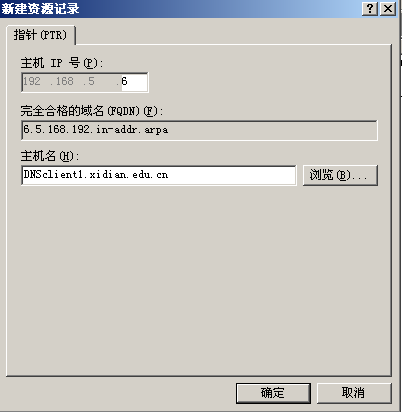 新建资源记录
指针(PTR)
主机 IP 号(P):
192 .168 .5 .6
完全合格的域名(FQDN)(F):
6.5.168.192.in-addr.arpa
主机名(H):
DNSclient1.xidian.edu.cn 浏览(B)...
确定 取消